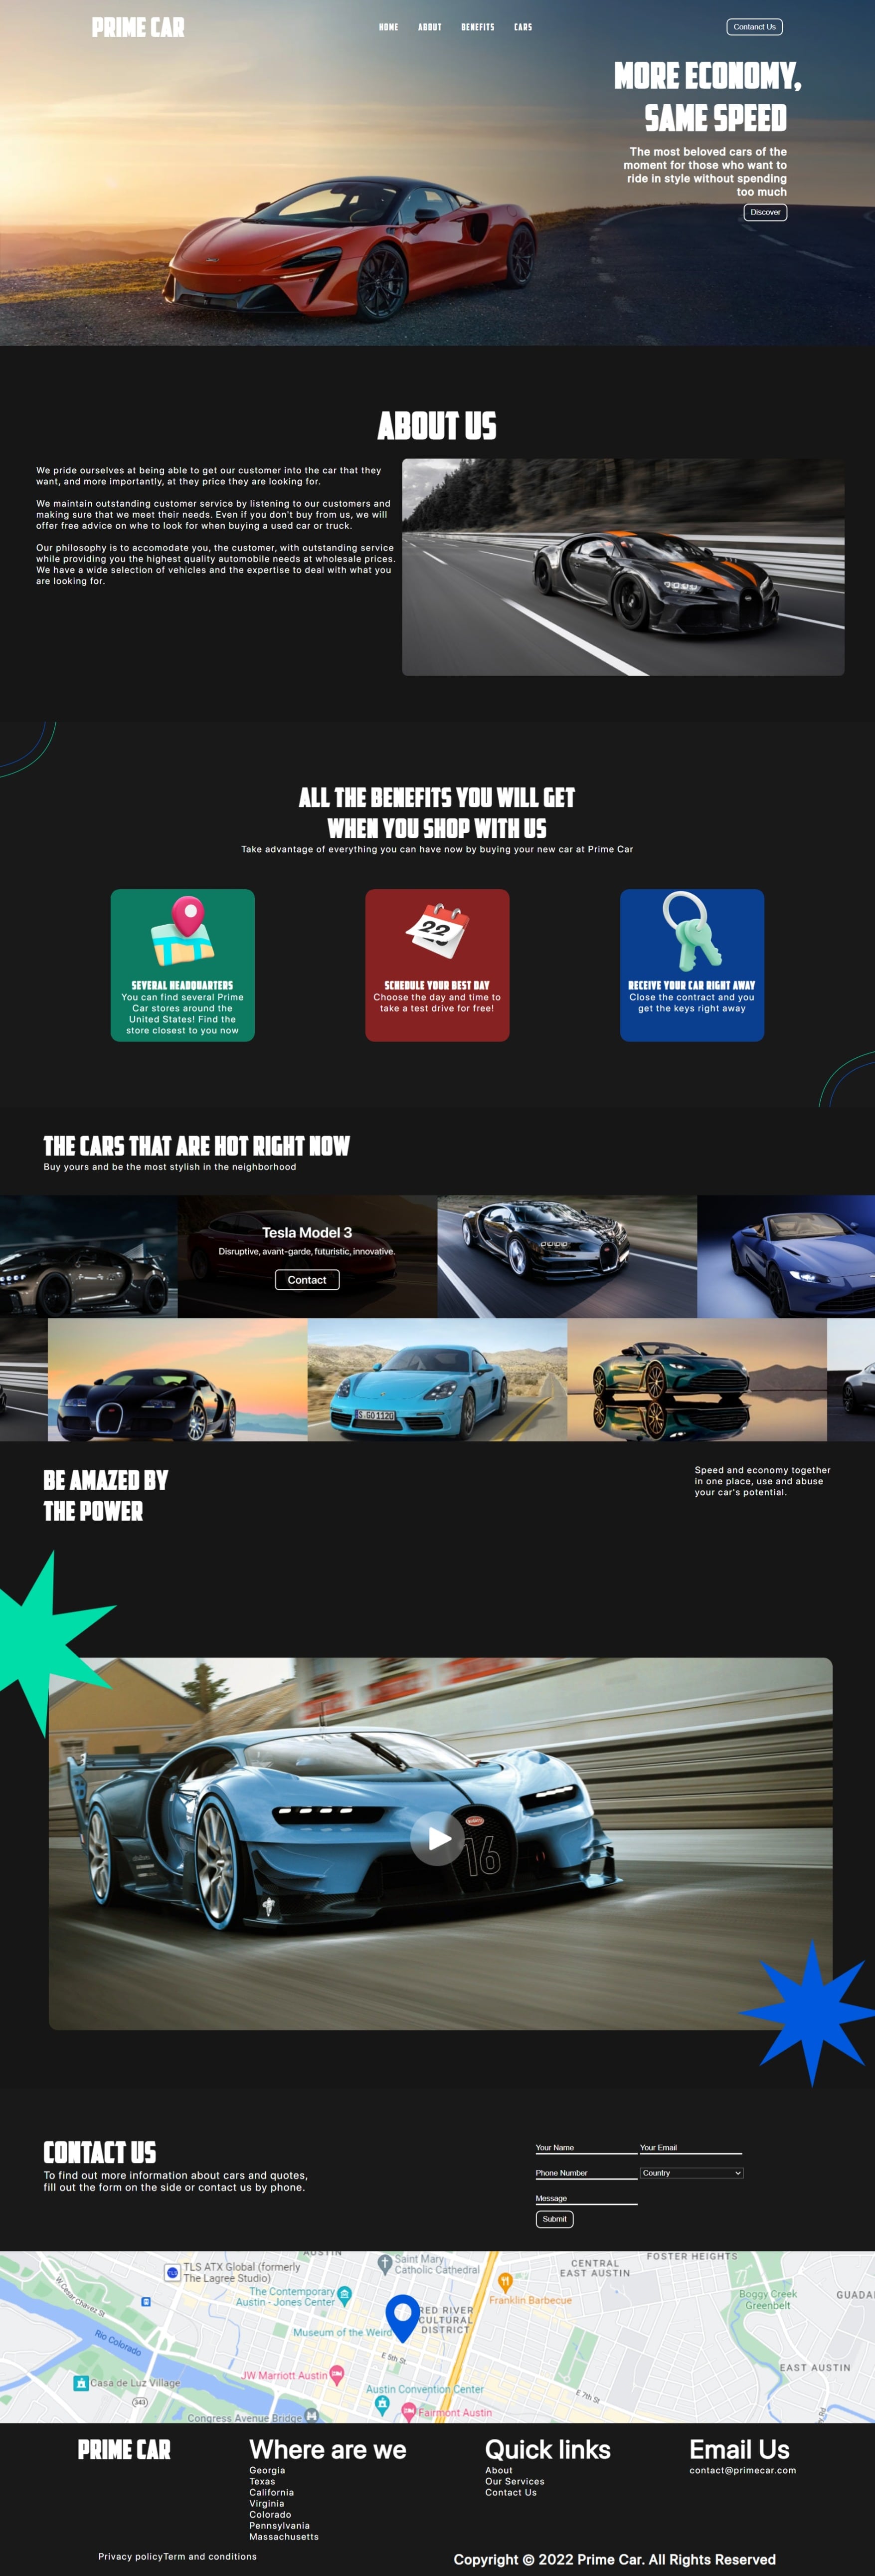 PRIME CAR
HOME ABOUT BENEFITS CARS
Contanct Us
MORE ECONOMY,
SAME SPEED
The most beloved cars of the
moment for those who want to
ride in style without spending
too much
Discover
ABOUT US
We pride ourselves at being able to get our customer into the car that they
want, and more importantly, at they price they are looking for.
We maintain outstanding customer service by listening to our customers and
making sure that we meet their needs. Even if you don't buy from us, we will
offer free advice on whe to look for when buying a used car or truck.
Our philosophy is to accomodate you, the customer, with outstanding service
while providing you the highest quality automobile needs at wholesale prices.
We have a wide selection of vehicles and the expertise to deal with what you
are looking for.
ALL THE BENEFITS YOU WILL GET
WHEN YOU SHOP WITH US
Take advantage of everything you can have now by buying your new car at Prime Car
22
SEVERAL HEADQUARTERS
You can find several Prime
Car stores around the
United States! Find the
store closest to you now
SCHEDULE YOUR BEST DAY
Choose the day and time to
take a test drive for free!
RECEIVE YOUR CAR RIGHT AWAY
Close the contract and you
get the keys right away
THE CARS THAT ARE HOT RIGHT NOW
Buy yours and be the most stylish in the neighborhood
Tesla Model 3
Disruptive, avant-garde, futuristic, innovative.
Contact
S GO 1120
BE AMAZED BY
THE POWER
Speed and economy together
in one place, use and abuse
your car's potential.
16
CONTACT US
To find out more information about cars and quotes,
fill out the form on the side or contact us by phone.
Your Name
Your Email
Phone Number
Country
Message
Submit
AUSTIN
TLS ATX Global (formerly
The Lagree Studio)
Saint Mary
Catholic Cathedral
CENTRAL
EAST AUSTIN
FOSTER HEIGHTS
W Cesar Chavez St
The Contemporary
Austin - Jones Center
Franklin Barbecue
Boggy Creek
Greenbelt
GUADA
RED RIVER
CULTURAL
DISTRICT
Rio Colorado
Museum of the Weird
E 5th St
JW Marriott Austin
EAST AUSTIN
Casa de Luz Village
343
Austin Convention Center
E 7th St
Congress Avenue Bridge
Fairmont Austin
Rd
PRIME CAR
Where are we
Georgia
Texas
California
Virginia
Colorado
Pennsylvania
Massachusetts
Quick links
About
Our Services
Contact Us
Email Us
contact@primecar.com
Privacy policyTerm and conditions
Copyright © 2022 Prime Car. All Rights Reserved